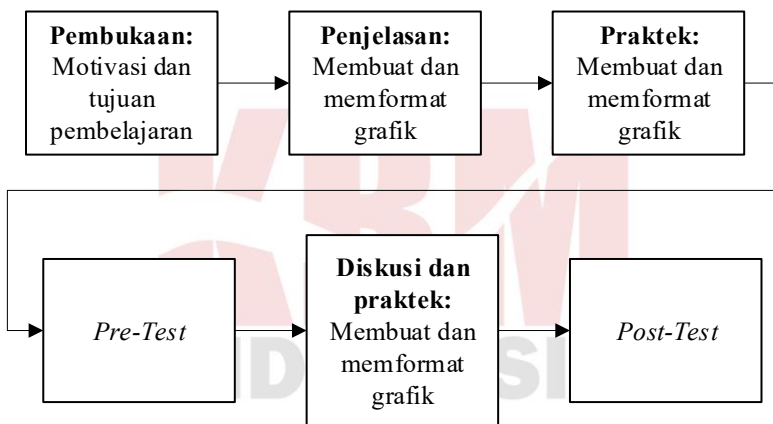 Pembukaan:
Motivasi dan
tujuan
pembelajaran
Penjelasan:
Membuat dan
memformat
grafik
Praktek:
Membuat dan
memformat
grafik
Pre-Test
Diskusi dan
praktek:
Membuat dan
memformat
grafik
Post-Test
KBM